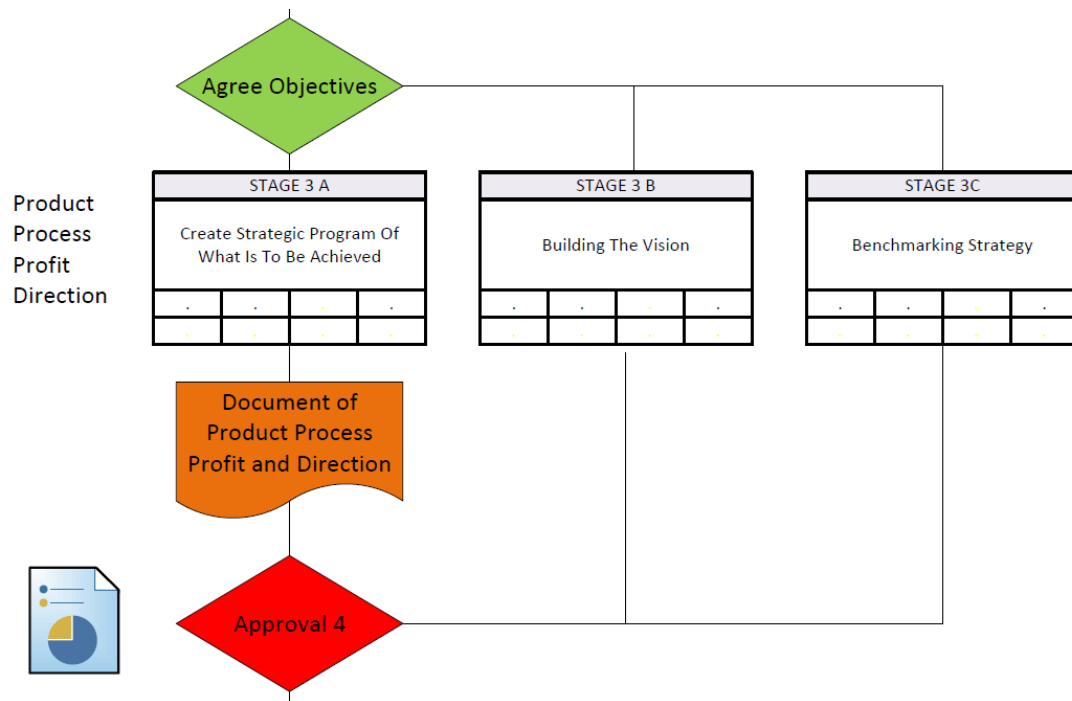 Agree Objectives
Product
Process
Profit
Direction
STAGE 3 A
Create Strategic Program Of
What Is To Be Achieved
STAGE 3 B
Building The Vision
STAGE 3C
Benchmarking Strategy
Document of
Product Process
Profit and Direction
Approval 4